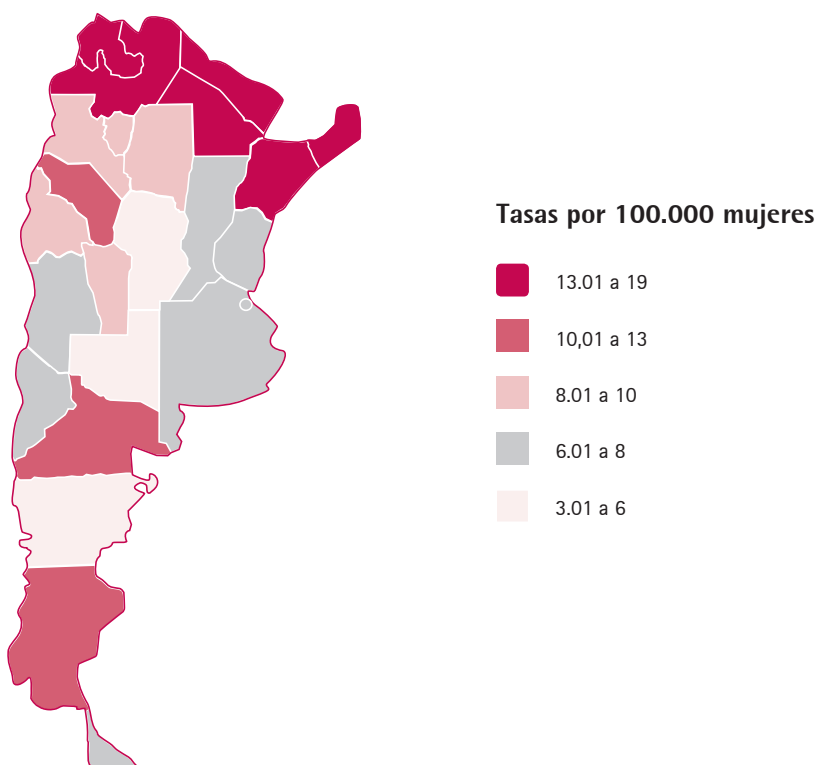 Tasas por 100.000 mujeres
13.01 a 19
10,01 a 13
8.01 a 10
6.01 a 8
3.01 a 6